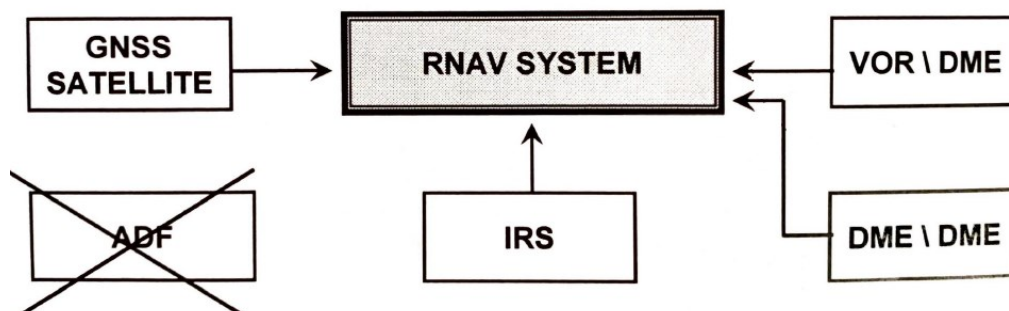 GNSS
SATELLITE
RNAV SYSTEM
VOR \ DME
ADF
IRS
DME \ DME